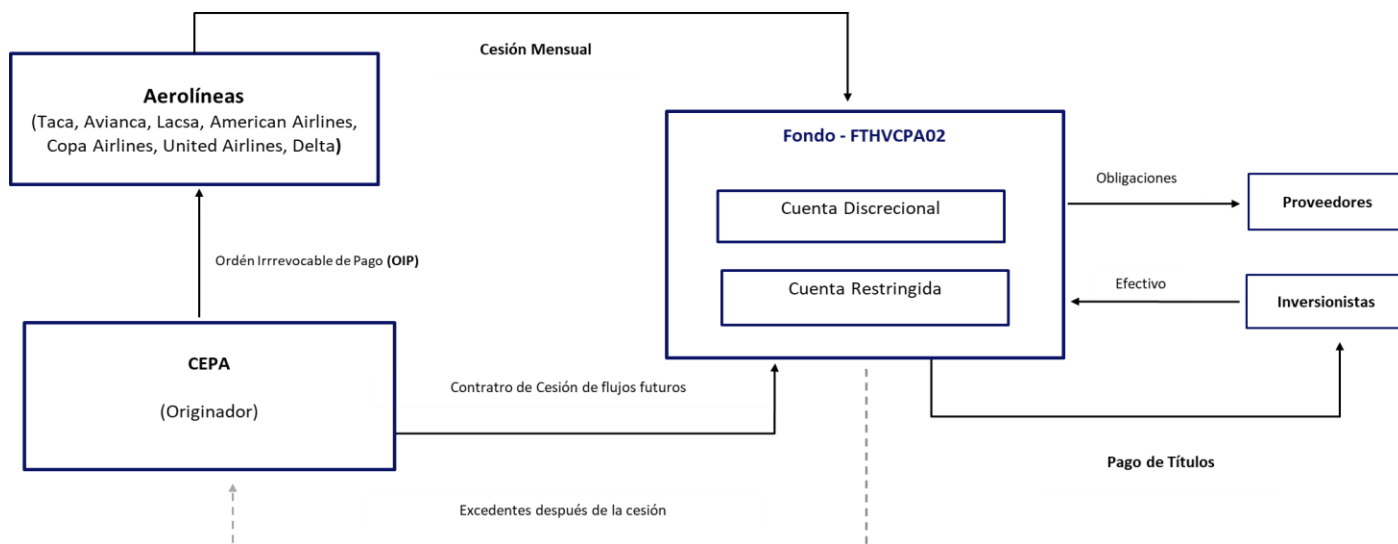 Cesión Mensual
Aerolíneas
(Taca, Avianca, Lacsa, American Airlines,
Copa Airlines, United Airlines, Delta)
Fondo - FTHVCPA02
Cuenta Discrecional
Cuenta Restringida
Obligaciones
Proveedores
Efectivo
Inversionistas
Ordén Irrrevocable de Pago (OIP)
CEPA
(Originador)
Contratro de Cesión de flujos futuros
Pago de Títulos
Excedentes después de la cesión